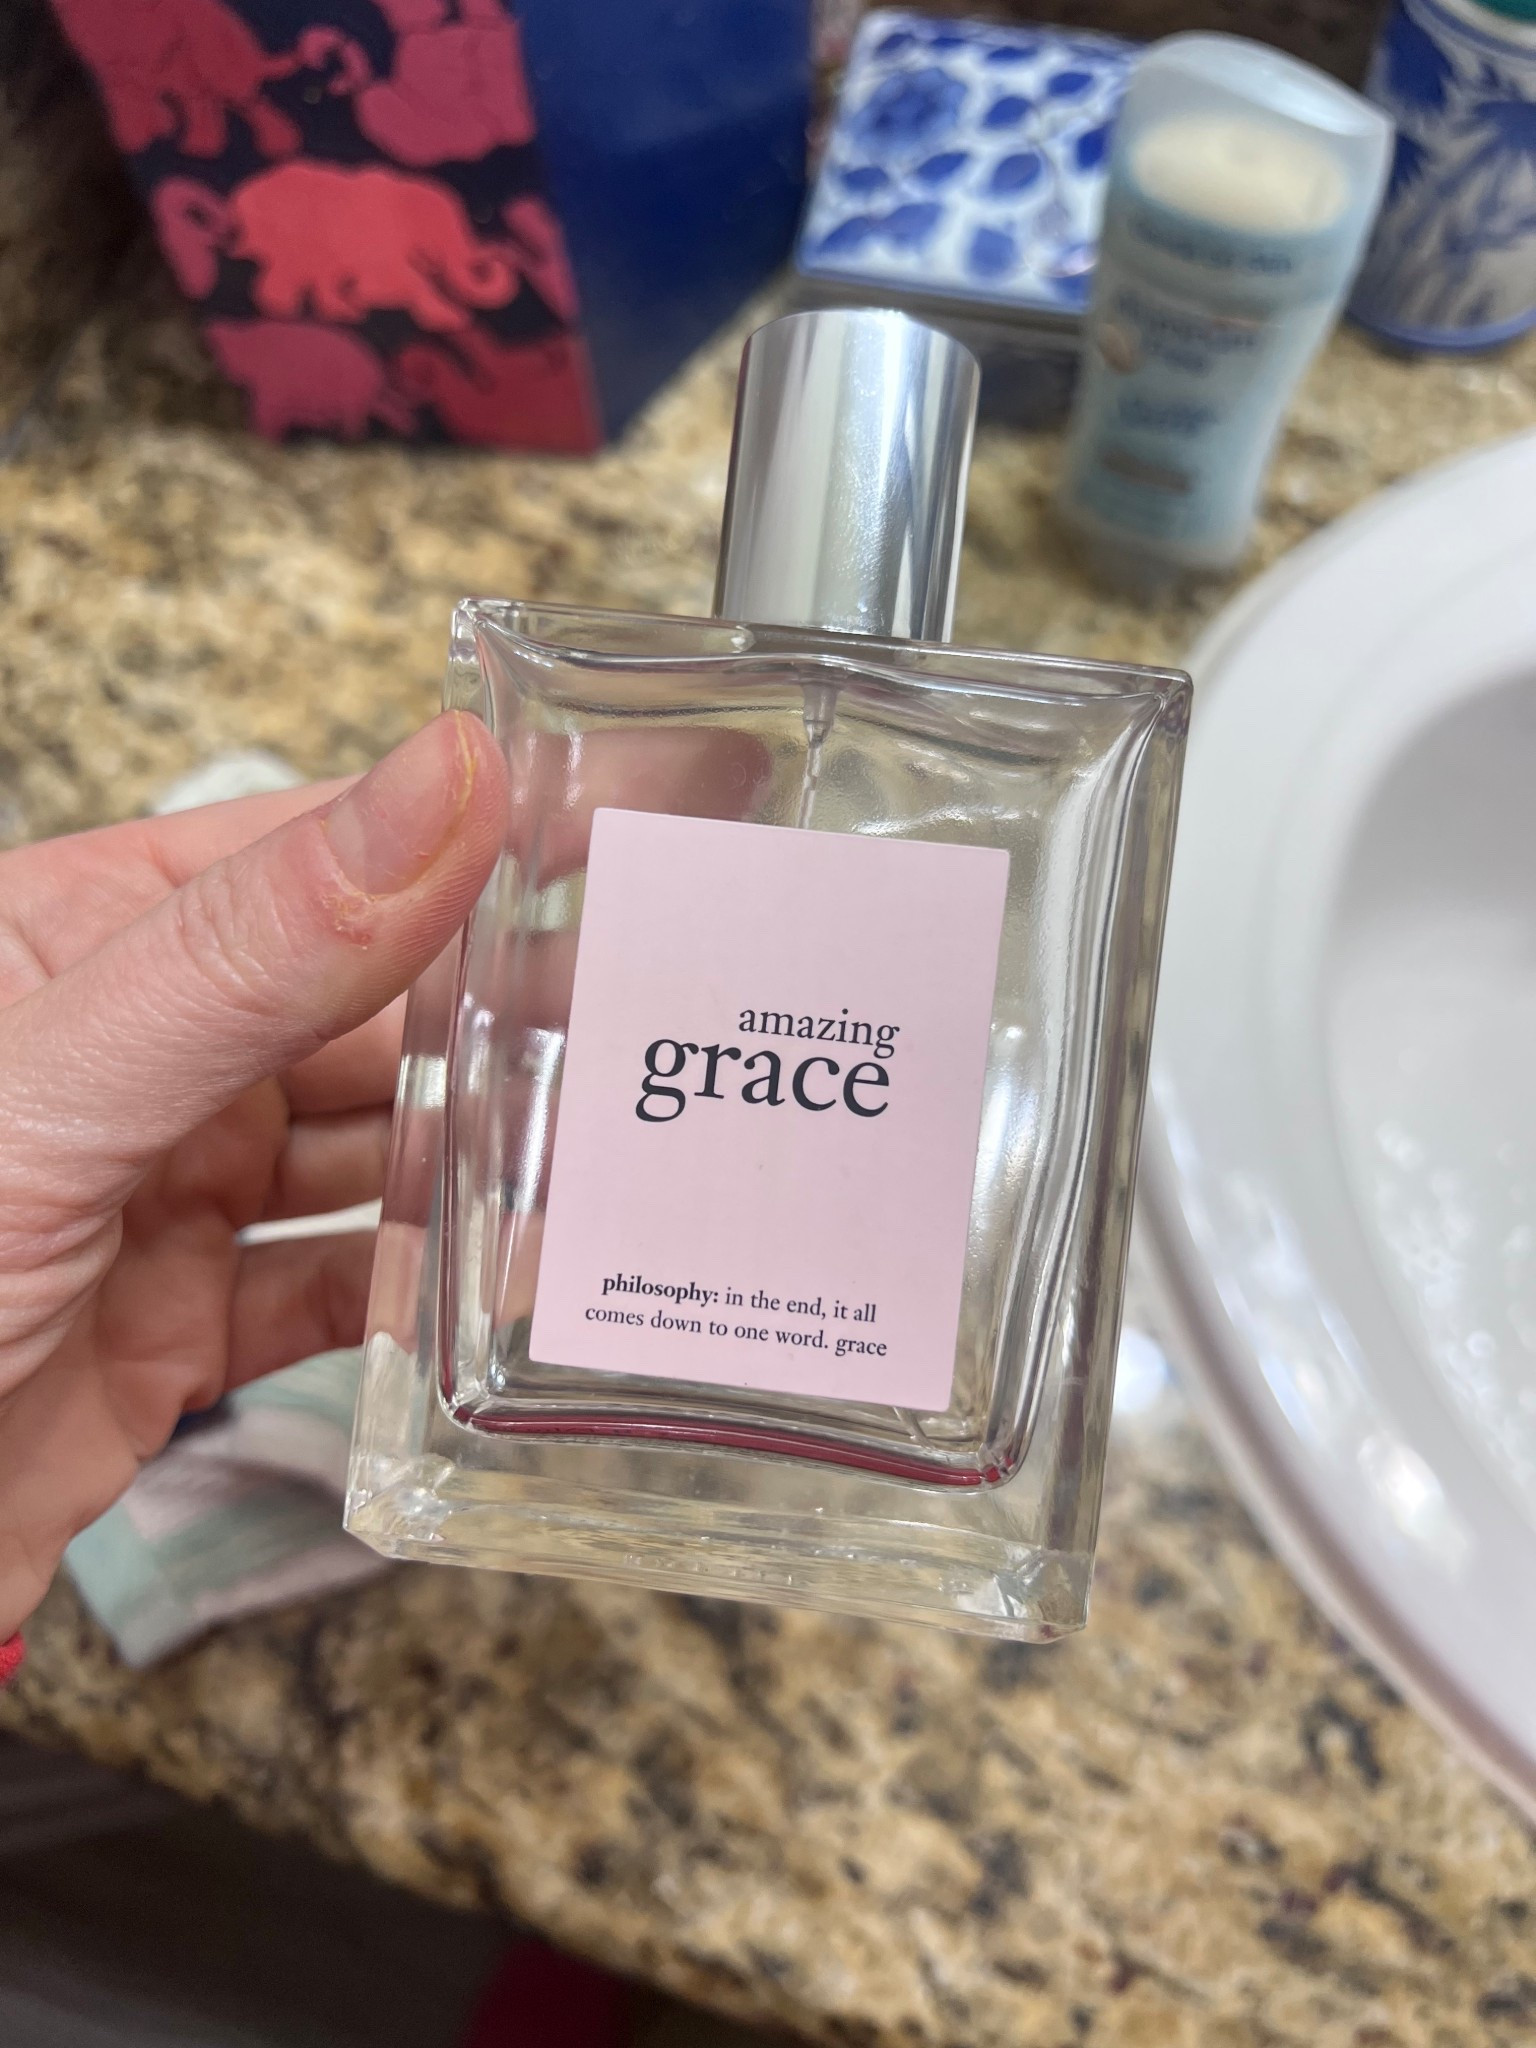 amazing
grace
philosophy: in the end, it all
comes down to one word. grace